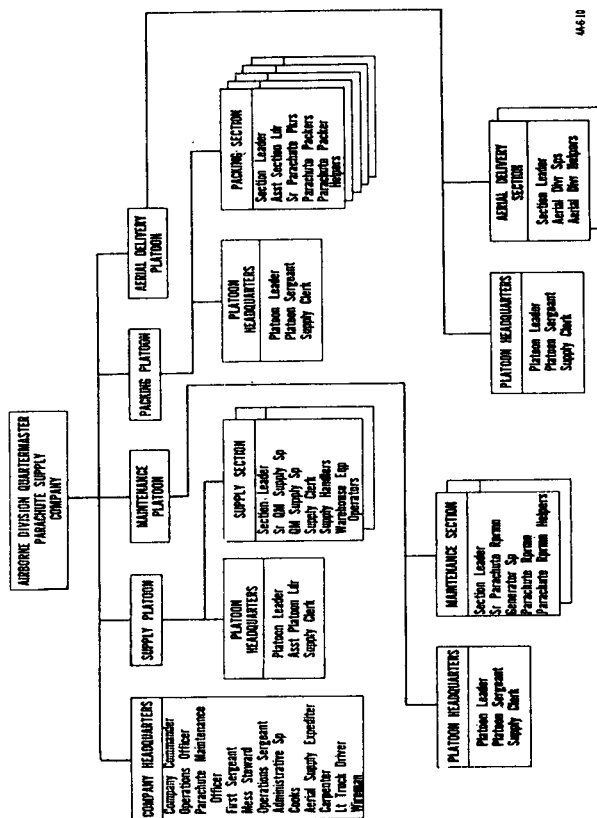 AIRBORNE DIVISION QUARTERMASTER
PARACHUTE SUPPLY
COMPANY
COMPANY HEADQUARTERS
Company Commander
Operations Officer
Parachute Maintenance
Officer
First Sergeant
Mess Steward
Operations Sergeant
Administrative Sp
Cooks
Aerial Supply Expediter
Carpenter
Lt Truck Driver
Wireman
SUPPLY PLATOON
PLATOON
HEADQUARTERS
Platoon Leader
Asst Platoon Ldr
Supply Clerk
SUPPLY SECTION
Section Leader
Sr QM Supply Sp
QM Supply Sp
Supply Clerk
Supply Handlers
Warehouse Eqp
Operators
MAINTENANCE
PLATOON
PLATOON HEADQUARTERS
Platoon Leader
Platoon Sergeant
Supply Clerk
MAINTENANCE SECTION
Section Leader
Sr Parachute Rprmn
Generator Sp
Parachute Rprmn
Parachute Rprmn Helpers
PACKING PLATOON
PLATOON
HEADQUARTERS
Platoon Leader
Platoon Sergeant
Supply Clerk
PACKING SECTION
Section Leader
Asst Section Ldr
Sr Parachute Pkrs
Parachute Packers
Parachute Packer
Helpers
AERIAL DELIVERY
PLATOON
PLATOON HEADQUARTERS
Platoon Leader
Platoon Sergeant
Supply Clerk
AERIAL DELIVERY
SECTION
Section Leader
Aerial Dlvr Sps
Aerial Dlvr Helpers
4A-6-10